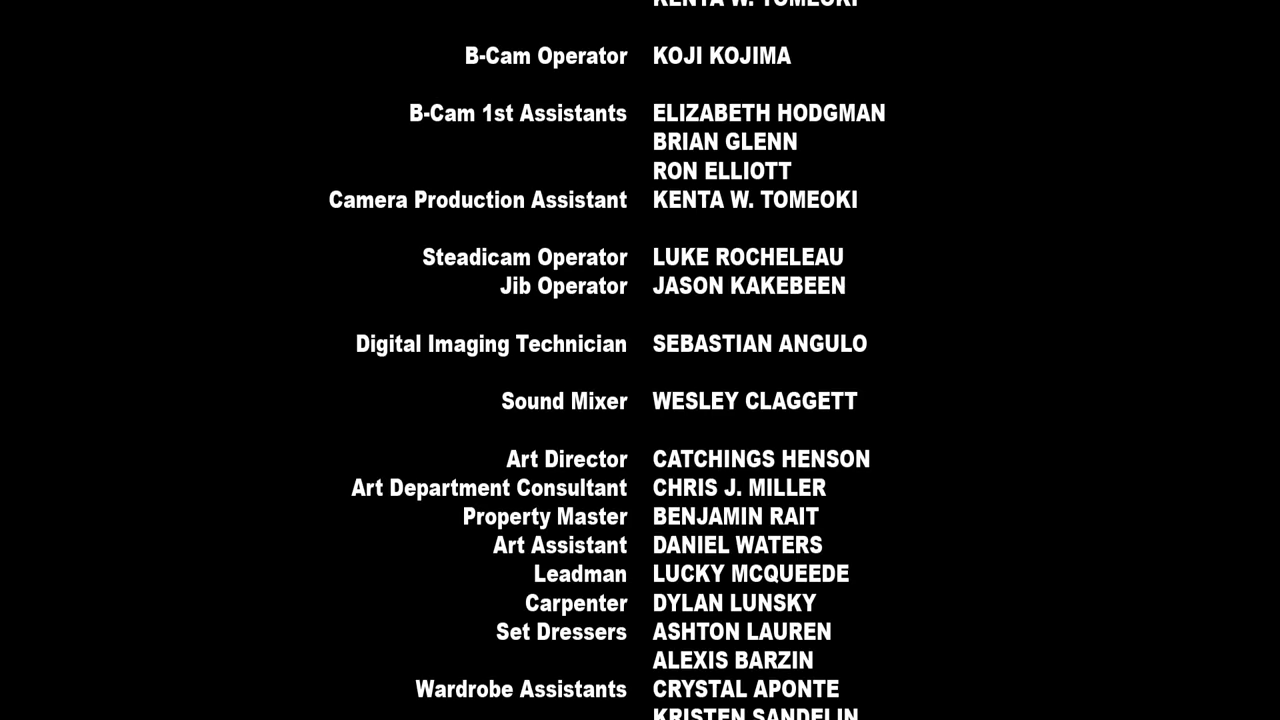 KENTA W. TOMEOKI
B-Cam Operator KOJI KOJIMA
B-Cam 1st Assistants ELIZABETH HODGMAN
BRIAN GLENN
RON ELLIOTT
Camera Production Assistant KENTA W. TOMEOKI
Steadicam Operator LUKE ROCHELEAU
Jib Operator JASON KAKEBEEN
Digital Imaging Technician SEBASTIAN ANGULO
Sound Mixer WESLEY CLAGGETT
Art Director CATCHINGS HENSON
Art Department Consultant CHRIS J. MILLER
Property Master BENJAMIN RAIT
Art Assistant DANIEL WATERS
Leadman LUCKY MCQUEEDE
Carpenter DYLAN LUNSKY
Set Dressers ASHTON LAUREN
ALEXIS BARZIN
Wardrobe Assistants CRYSTAL APONTE
KRISTEN SANDELIN